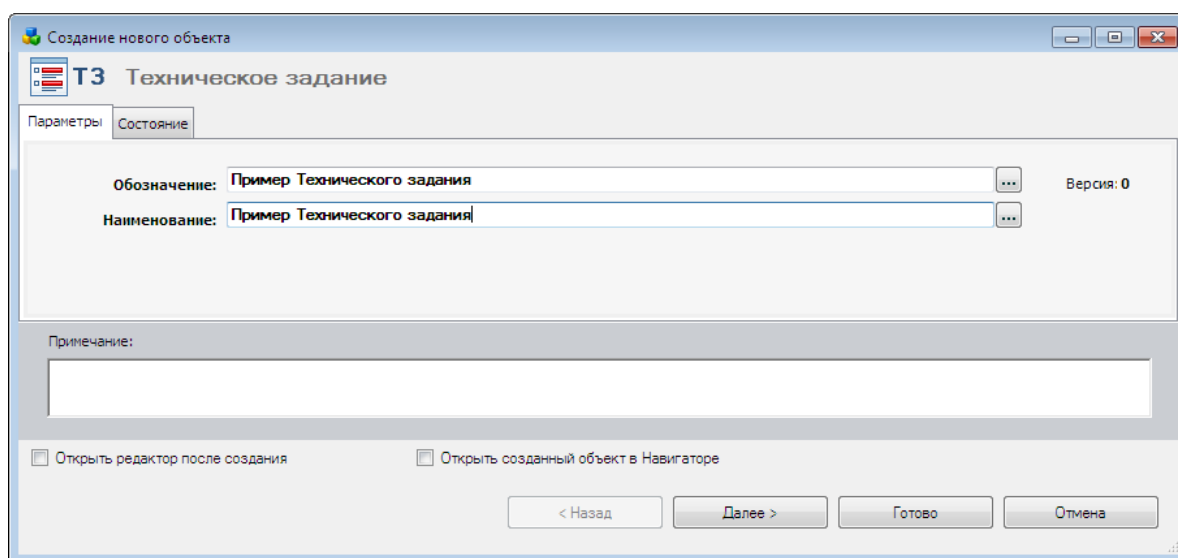 Создание нового объекта
ТЗ Техническое задание
Параметры Состояние
Обозначение: Пример Технического задания ... Версия: 0
Наименование: Пример Технического задания ...
Примечание:
Открыть редактор после создания Открыть созданный объект в Навигаторе
< Назад Далее > Готово Отмена